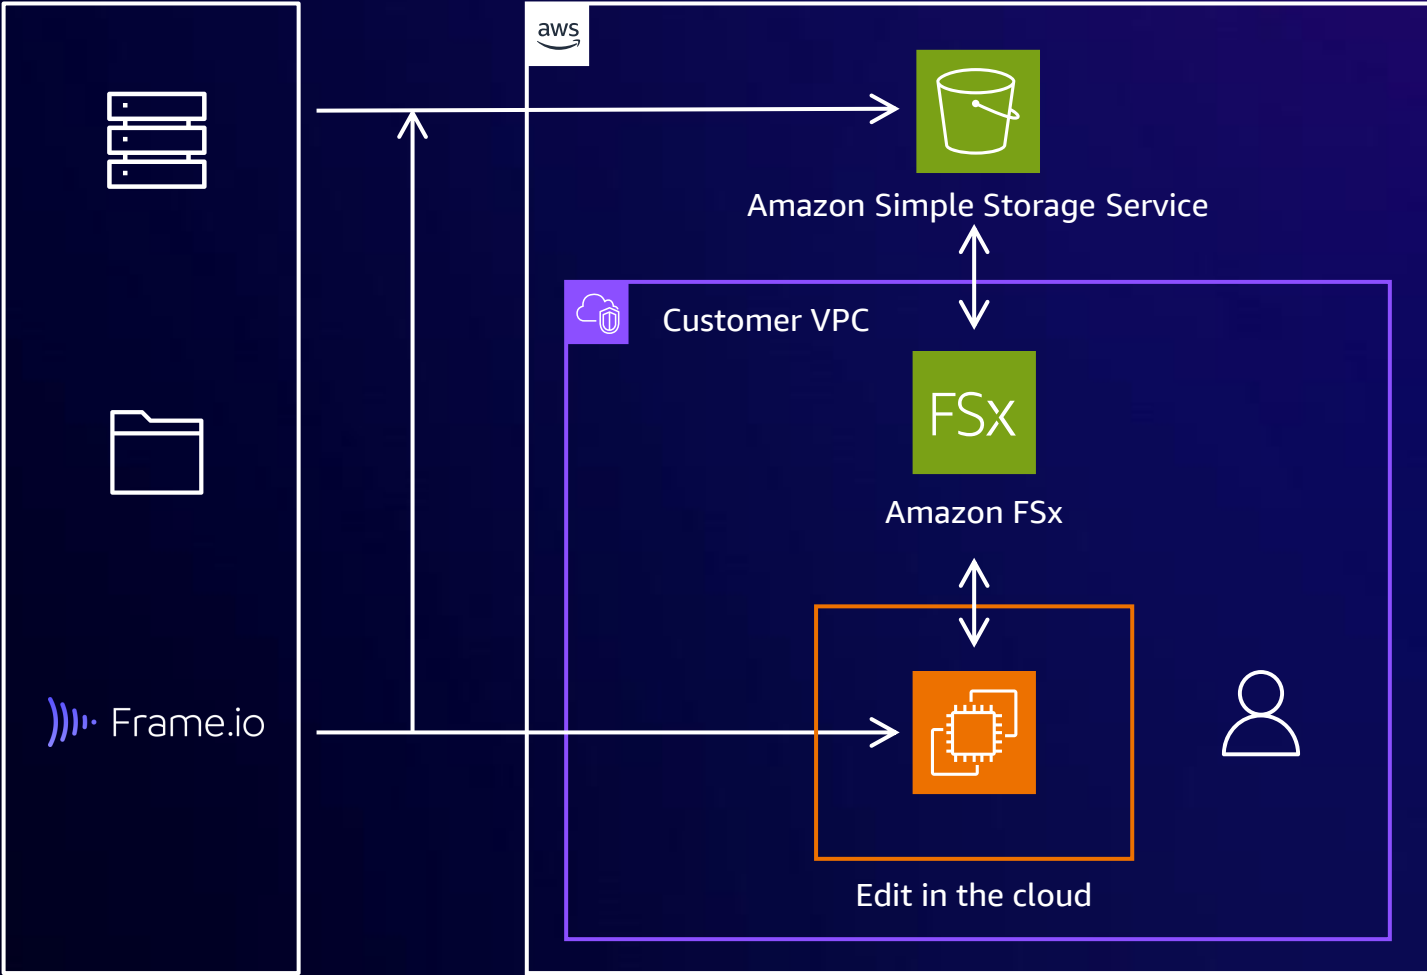 aws
Amazon Simple Storage Service
Customer VPC
FSx
Amazon FSx
Frame.io
Edit in the cloud